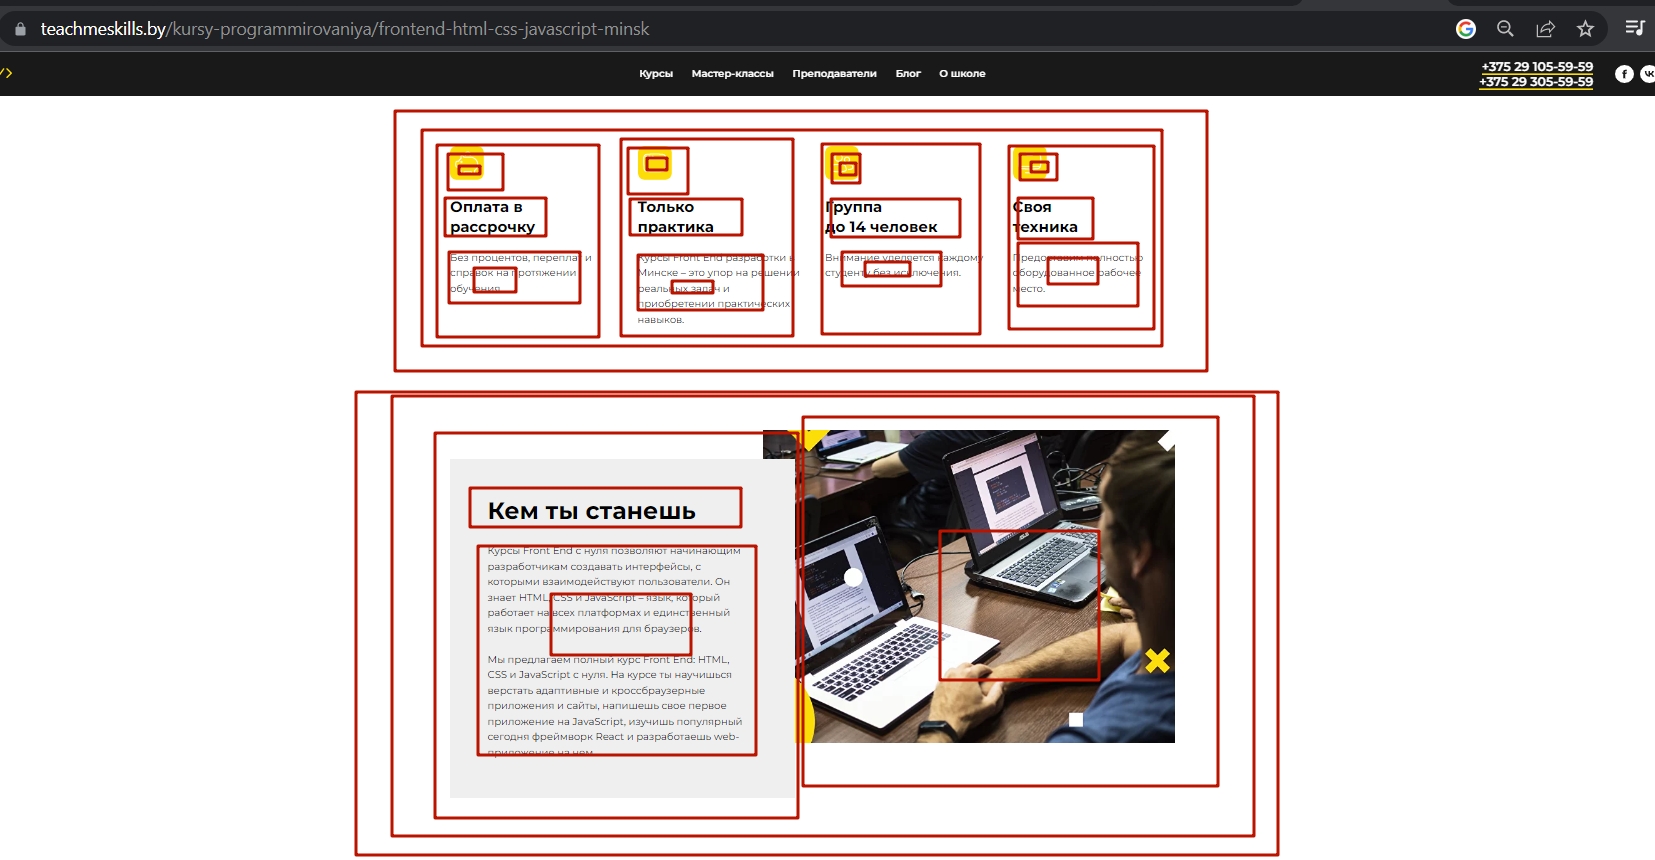 teachmeskills.by/kursy-programmirovaniya/frontend-html-css-javascript-minsk
Курсы Мастер-классы Преподаватели Блог О школе
+375 29 105-59-59
+375 29 305-59-59
Оплата в
рассрочку
Без процентов, переплат и
справок на протяжении
обучения.
Только
практика
Курсы Front End разработки в
Минске – это упор на решении
реальных задач и
приобретении практических
навыков.
Группа
до 14 человек
Внимание уделяется каждому
студенту без исключения.
Своя
техника
Предоставим полностью
оборудованное рабочее
место.
Кем ты станешь
Курсы Front End с нуля позволяют начинающим
разработчикам создавать интерфейсы, с
которыми взаимодействуют пользователи. Он
знает HTML, CSS и JavaScript – язык, который
работает на всех платформах и единственный
язык программирования для браузеров.
Мы предлагаем полный курс Front End: HTML,
CSS и JavaScript с нуля. На курсе ты научишься
верстать адаптивные и кроссбраузерные
приложения и сайты, напишешь свое первое
приложение на JavaScript, изучишь популярный
сегодня фреймворк React и разработаешь web-
приложение на нем.